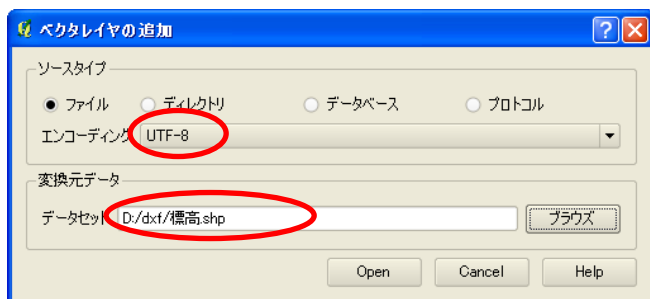 ベクタレイヤの追加
ソースタイプ
ファイル ディレクトリ データベース プロトコル
エンコーディング UTF-8
変換元データ
データセット D:/dxf/標高.shp ブラウズ
Open Cancel Help